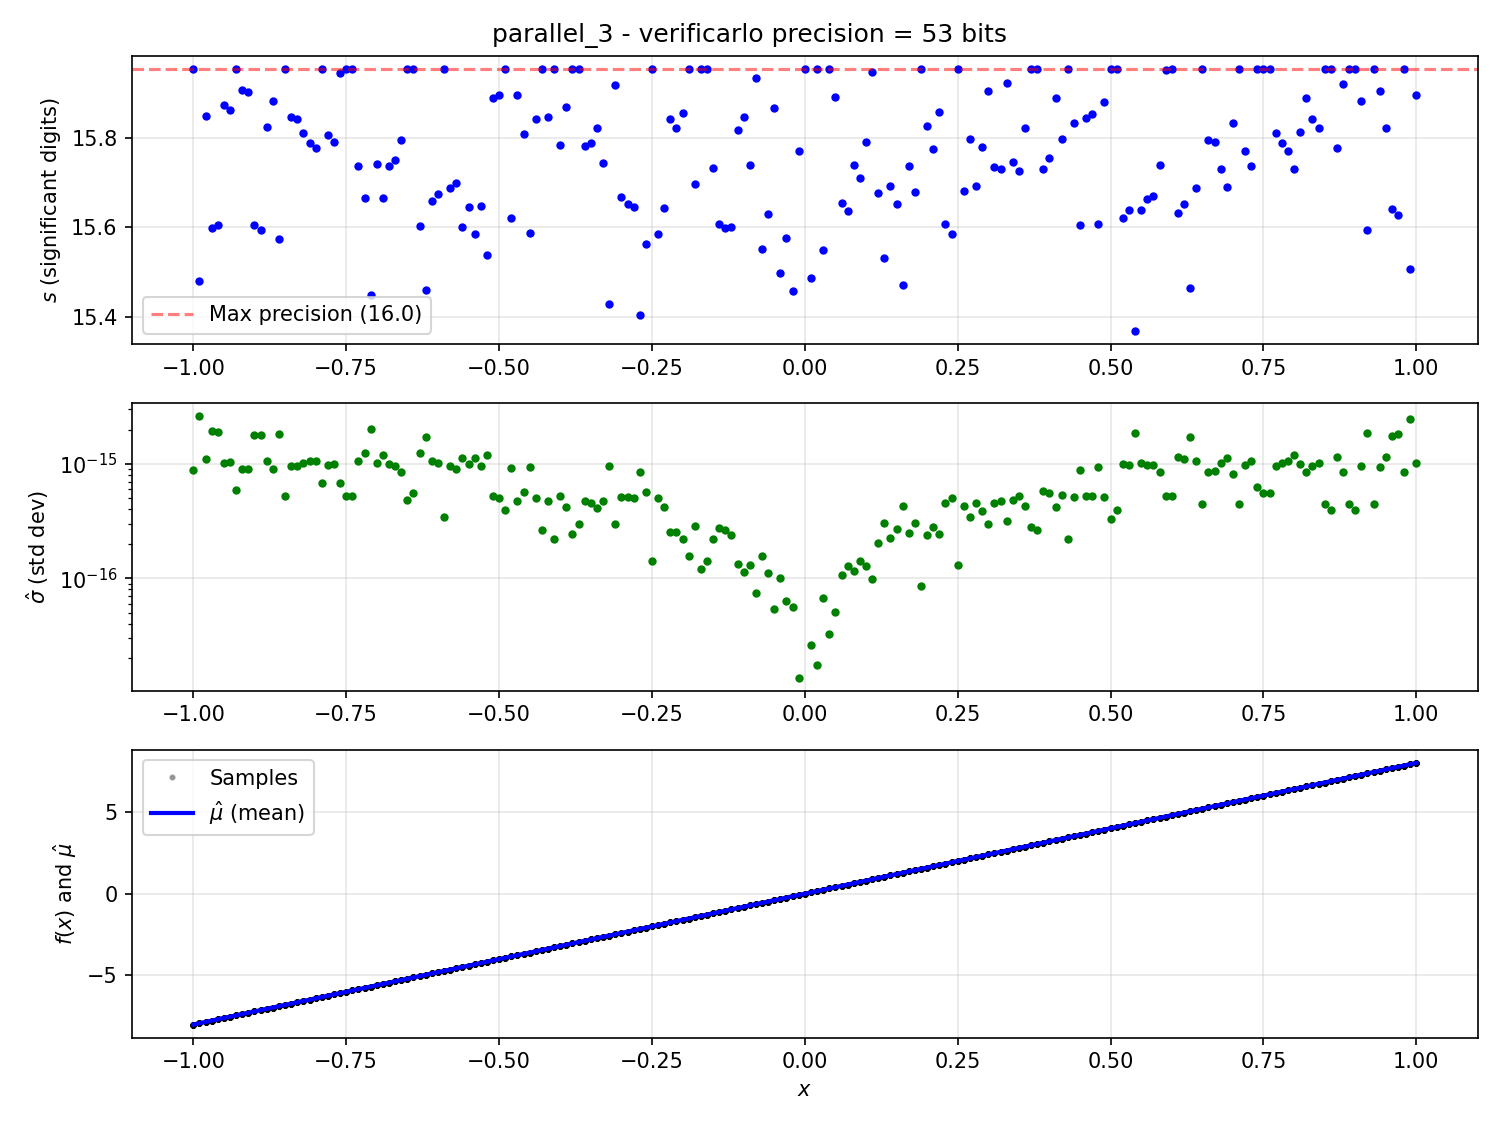 parallel_3 - verificarlo precision = 53 bits
s (significant digits)
15.8
15.6
15.4
Max precision (16.0)
−1.00 −0.75 −0.50 −0.25 0.00 0.25 0.50 0.75 1.00
σ̂ (std dev)
10⁻¹⁵
10⁻¹⁶
−1.00 −0.75 −0.50 −0.25 0.00 0.25 0.50 0.75 1.00
f(x) and μ̂
5
0
−5
Samples
μ̂ (mean)
−1.00 −0.75 −0.50 −0.25 0.00 0.25 0.50 0.75 1.00
x